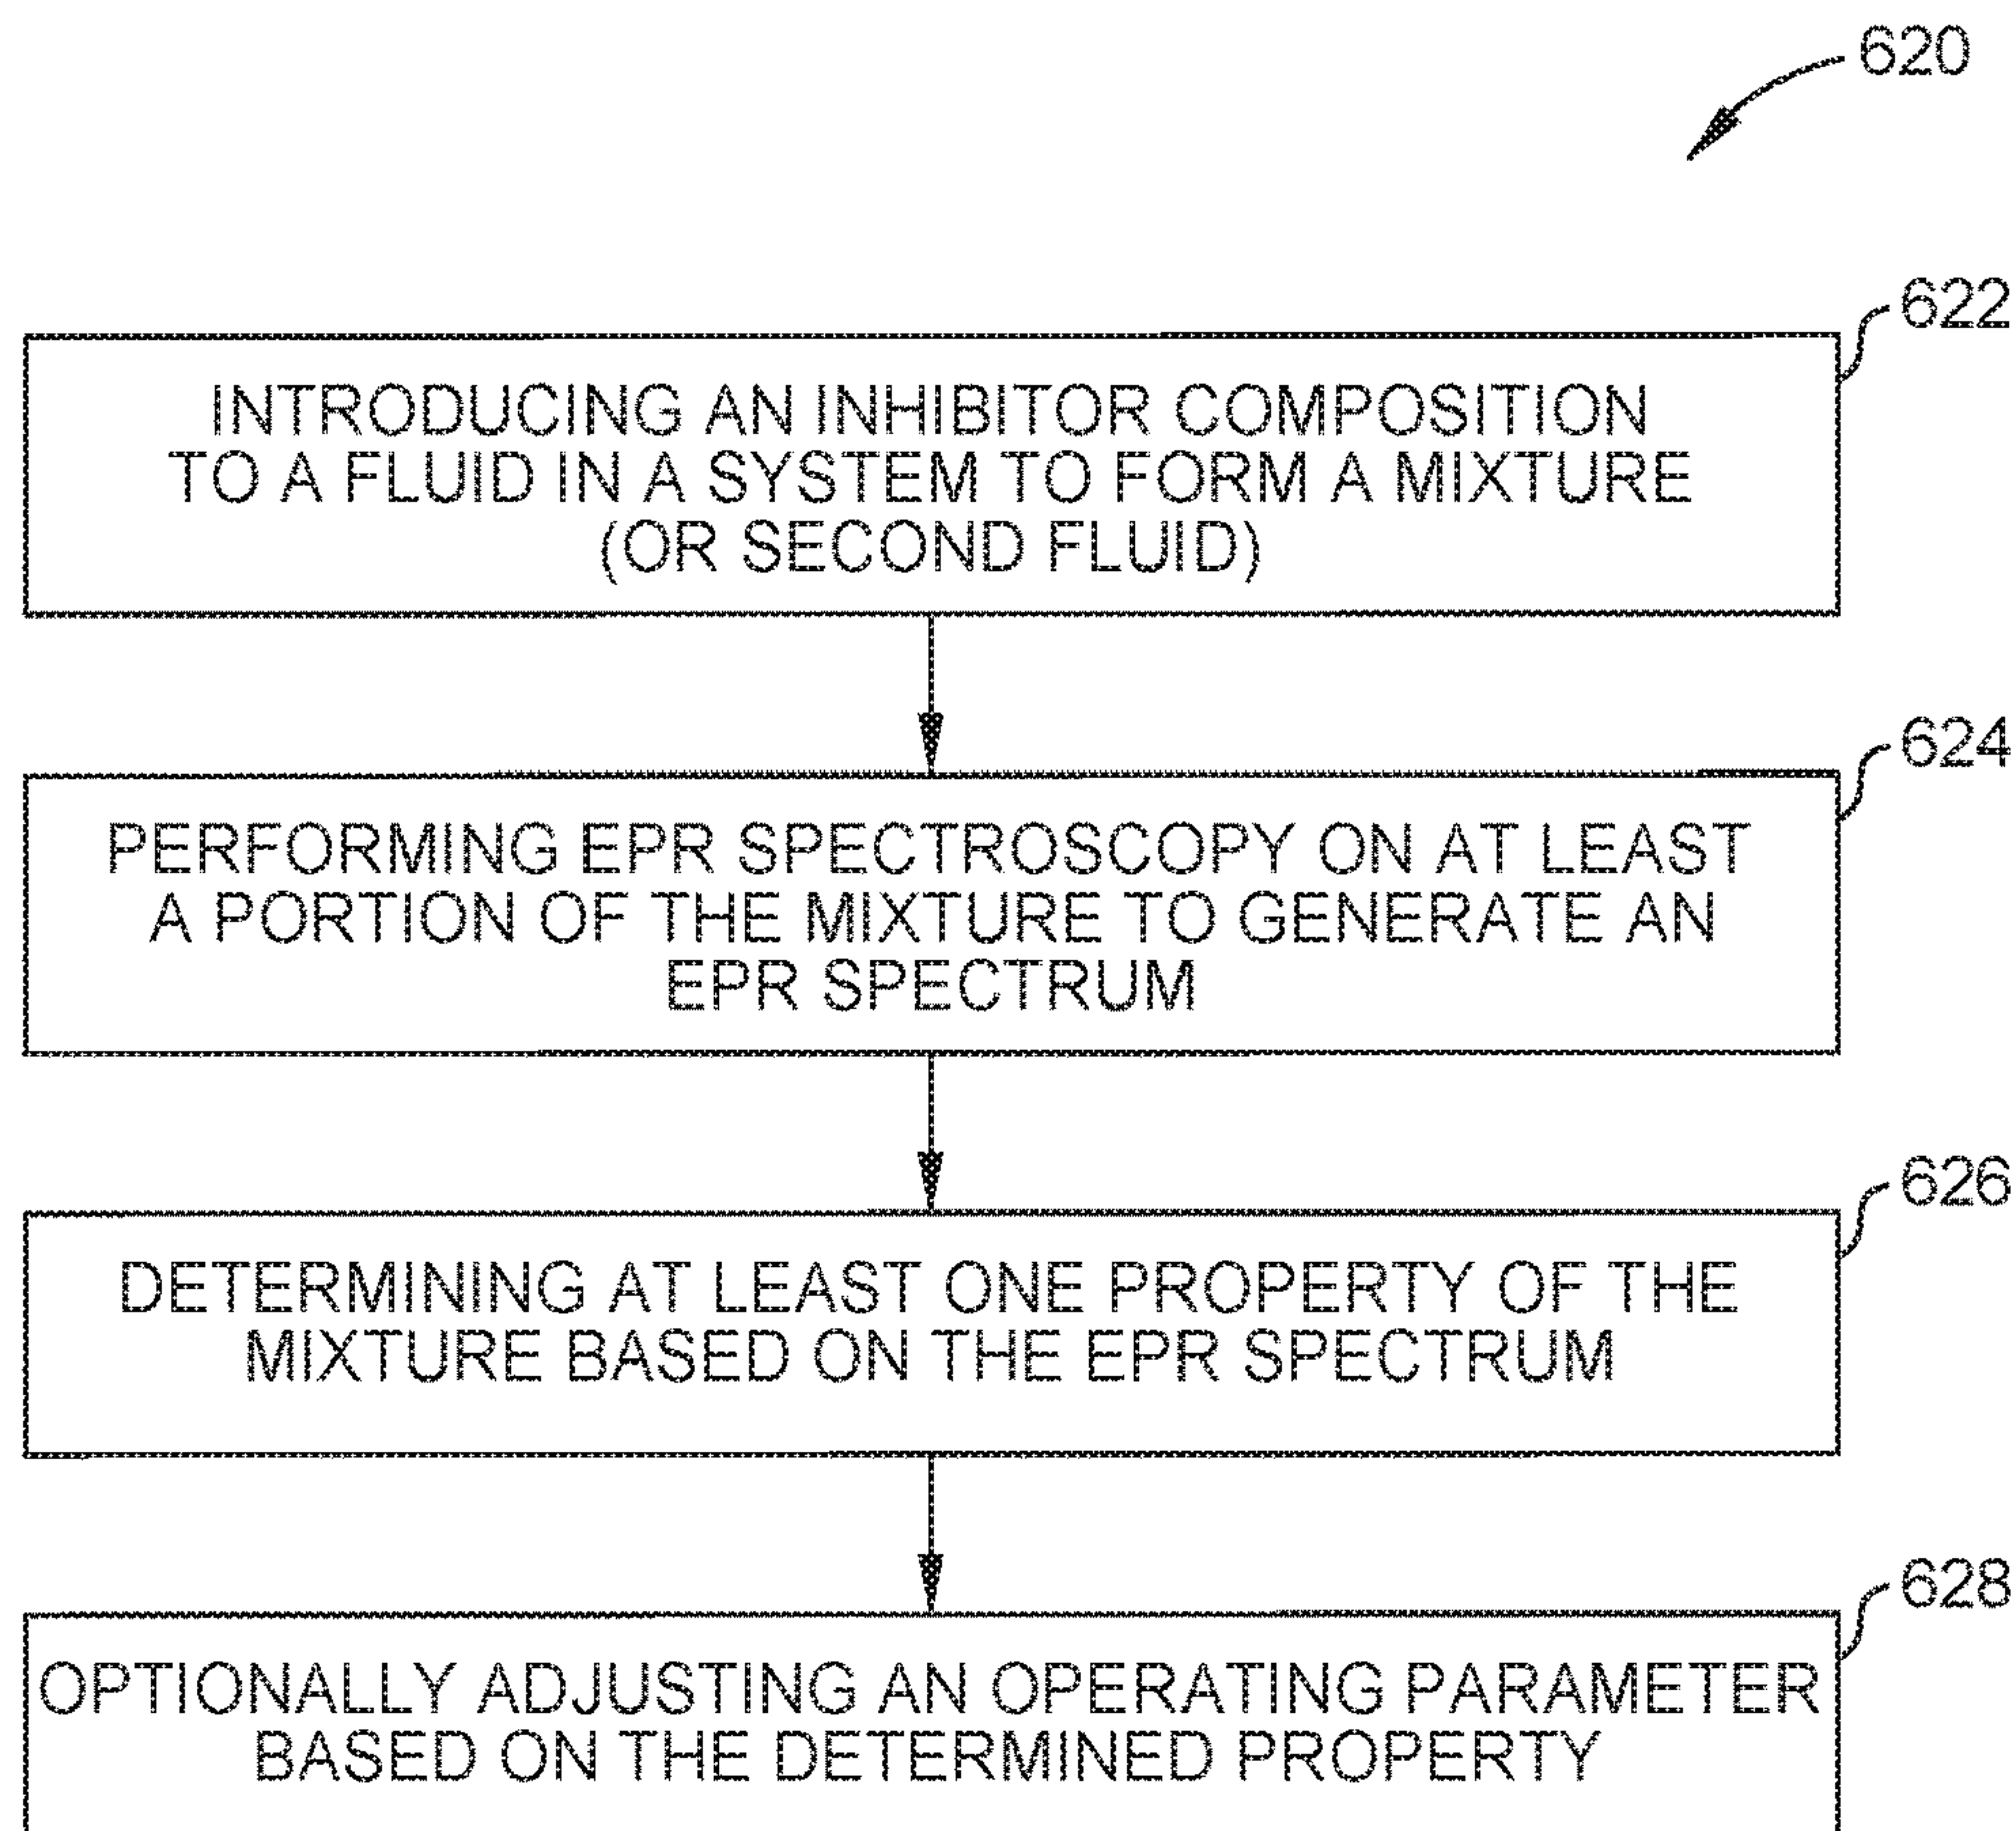 620
622
INTRODUCING AN INHIBITOR COMPOSITION
TO A FLUID IN A SYSTEM TO FORM A MIXTURE
(OR SECOND FLUID)
624
PERFORMING EPR SPECTROSCOPY ON AT LEAST
A PORTION OF THE MIXTURE TO GENERATE AN
EPR SPECTRUM
626
DETERMINING AT LEAST ONE PROPERTY OF THE
MIXTURE BASED ON THE EPR SPECTRUM
628
OPTIONALLY ADJUSTING AN OPERATING PARAMETER
BASED ON THE DETERMINED PROPERTY